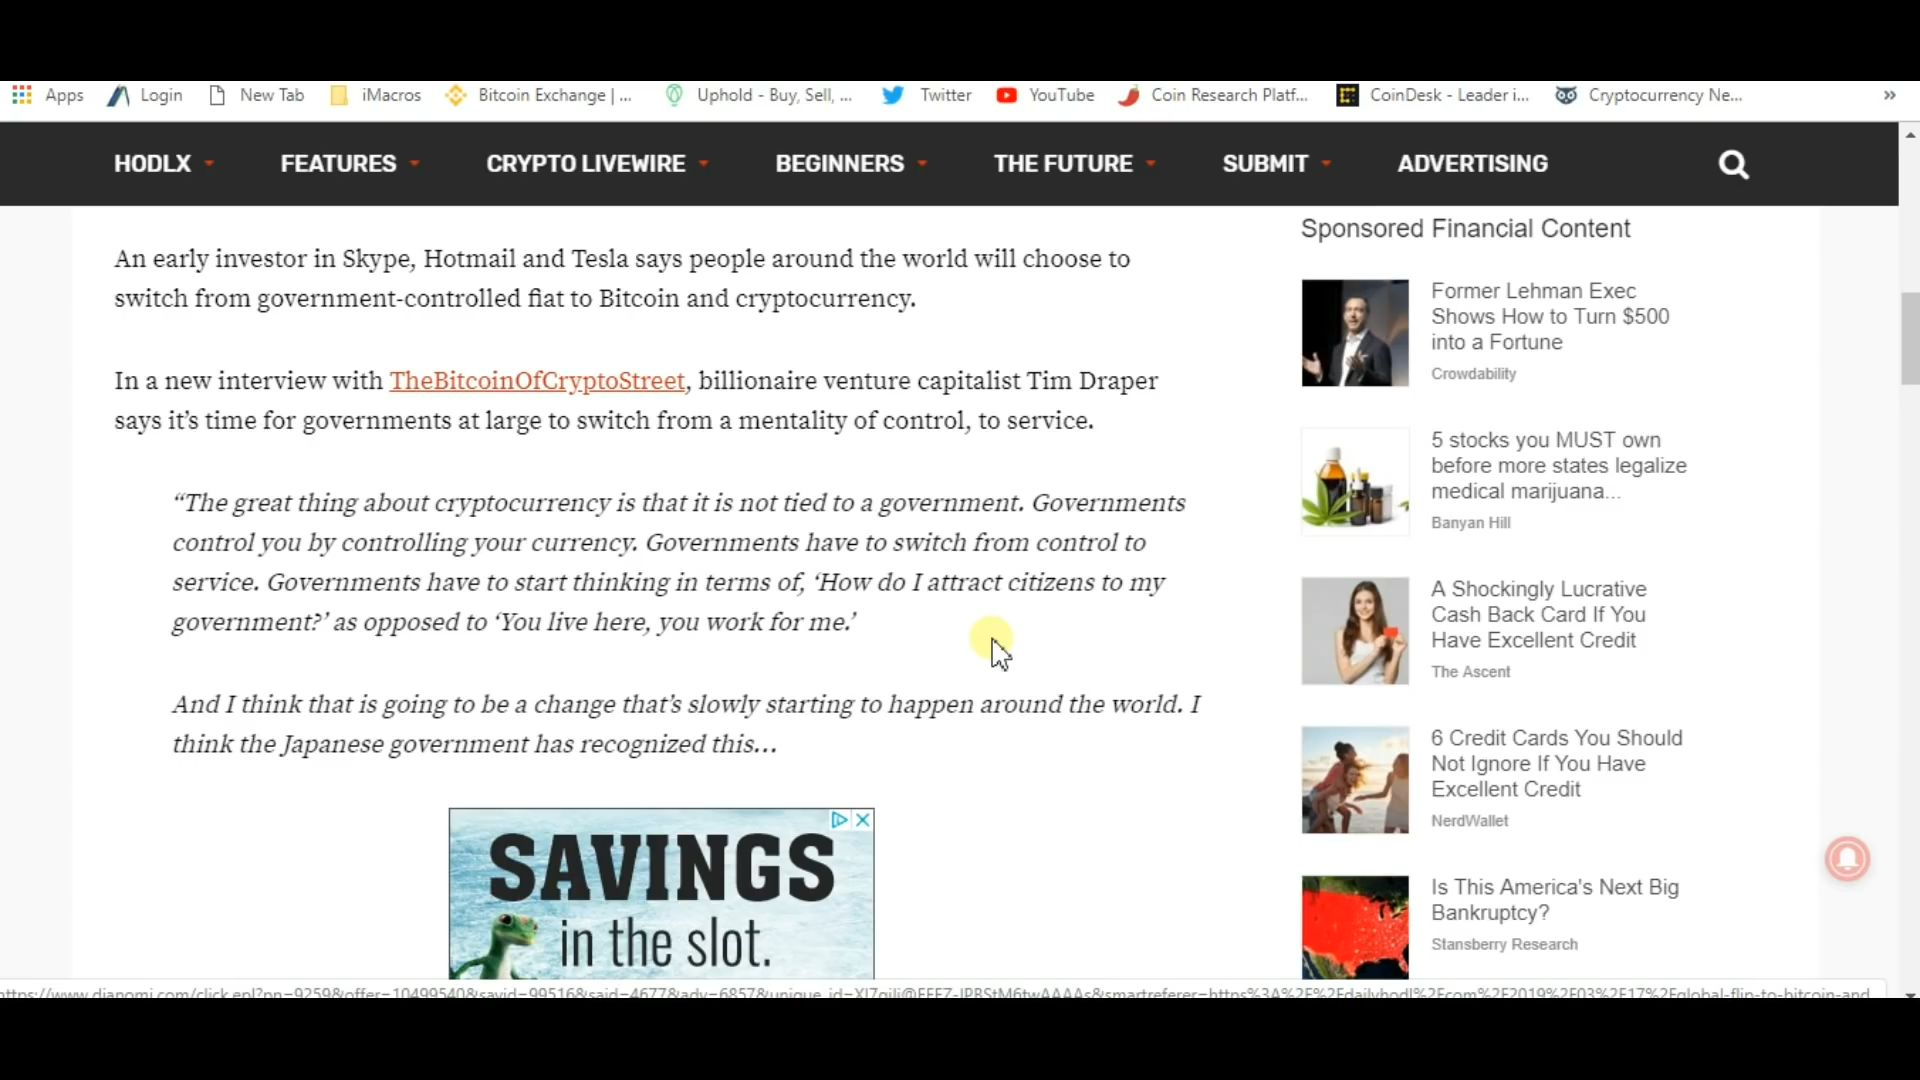 Apps Login New Tab iMacros Bitcoin Exchange | ... Uphold - Buy, Sell, ... Twitter YouTube Coin Research Platf... CoinDesk - Leader i... Cryptocurrency Ne... »
HODLX FEATURES CRYPTO LIVEWIRE BEGINNERS THE FUTURE SUBMIT ADVERTISING
An early investor in Skype, Hotmail and Tesla says people around the world will choose to
switch from government-controlled fiat to Bitcoin and cryptocurrency.
In a new interview with TheBitcoinOfCryptoStreet, billionaire venture capitalist Tim Draper
says it’s time for governments at large to switch from a mentality of control, to service.
“The great thing about cryptocurrency is that it is not tied to a government. Governments
control you by controlling your currency. Governments have to switch from control to
service. Governments have to start thinking in terms of, ‘How do I attract citizens to my
government?’ as opposed to ‘You live here, you work for me.’
And I think that is going to be a change that’s slowly starting to happen around the world. I
think the Japanese government has recognized this…
SAVINGS
in the slot.
Sponsored Financial Content
Former Lehman Exec
Shows How to Turn $500
into a Fortune
Crowdability
5 stocks you MUST own
before more states legalize
medical marijuana...
Banyan Hill
A Shockingly Lucrative
Cash Back Card If You
Have Excellent Credit
The Ascent
6 Credit Cards You Should
Not Ignore If You Have
Excellent Credit
NerdWallet
Is This America's Next Big
Bankruptcy?
Stansberry Research